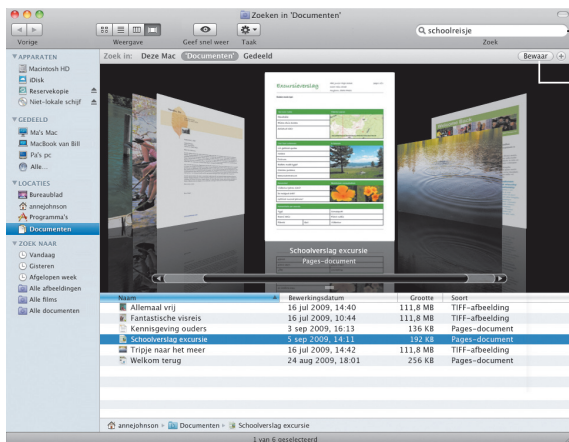 Zoeken in 'Documenten'
schoolreisje
Vorige Weergave Geef snel weer Taak Zoek
Zoek in: Deze Mac 'Documenten' Gedeeld Bewaar
APPARATEN
Macintosh HD
iDisk
Reservekopie
Niet-lokale schijf
GEDEELD
Ma's Mac
MacBook van Bill
Pa's pc
Alle...
LOCATIES
Bureaublad
annejohnson
Programma's
Documenten
ZOEK NAAR
Vandaag
Gisteren
Afgelopen week
Alle afbeeldingen
Alle films
Alle documenten
Excursieverslag
Schoolverslag excursie
Pages-document
Naam Bewerkingsdatum Grootte Soort
Allemaal vrij 16 jul 2009, 14:40 111,8 MB TIFF-afbeelding
Fantastische visreis 16 jul 2009, 10:44 111,8 MB TIFF-afbeelding
Kennisgeving ouders 3 sep 2009, 16:13 136 KB Pages-document
Schoolverslag excursie 5 sep 2009, 14:11 192 KB Pages-document
Tripje naar het meer 16 jul 2009, 14:42 111,8 MB TIFF-afbeelding
Welkom terug 24 aug 2009, 18:01 256 KB Pages-document
annejohnson ▸ Documenten ▸ Schoolverslag excursie
1 van 6 geselecteerd